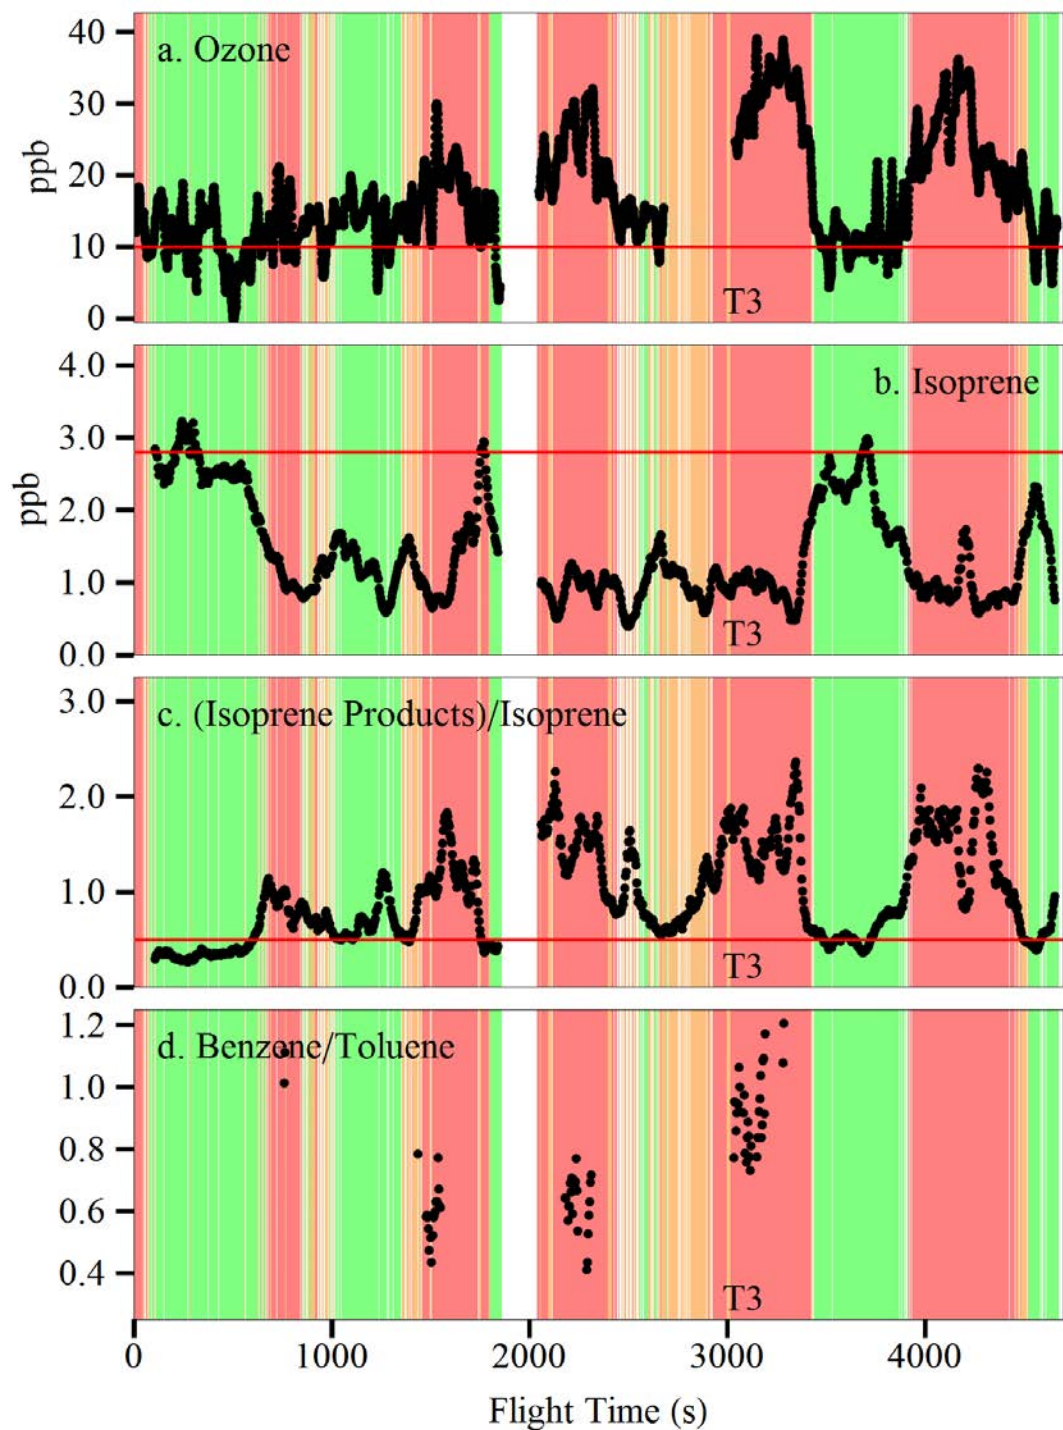 a. Ozone
40
30
20
10
0
ppb
T3
b. Isoprene
4.0
3.0
2.0
1.0
0.0
ppb
T3
c. (Isoprene Products)/Isoprene
3.0
2.0
1.0
0.0
T3
d. Benzene/Toluene
1.2
1.0
0.8
0.6
0.4
T3
0 1000 2000 3000 4000
Flight Time (s)